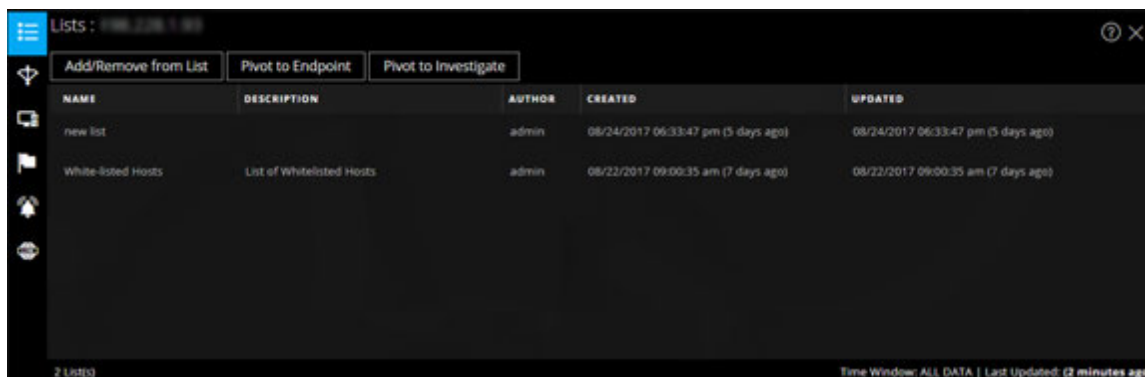 Lists :
Add/Remove from List Pivot to Endpoint Pivot to Investigate
NAME DESCRIPTION AUTHOR CREATED UPDATED
new list admin 08/24/2017 06:33:47 pm (5 days ago) 08/24/2017 06:33:47 pm (5 days ago)
White-listed Hosts List of Whitelisted Hosts admin 08/22/2017 09:00:35 am (7 days ago) 08/22/2017 09:00:35 am (7 days ago)
2 List(s) Time Window: ALL DATA | Last Updated: (2 minutes ago